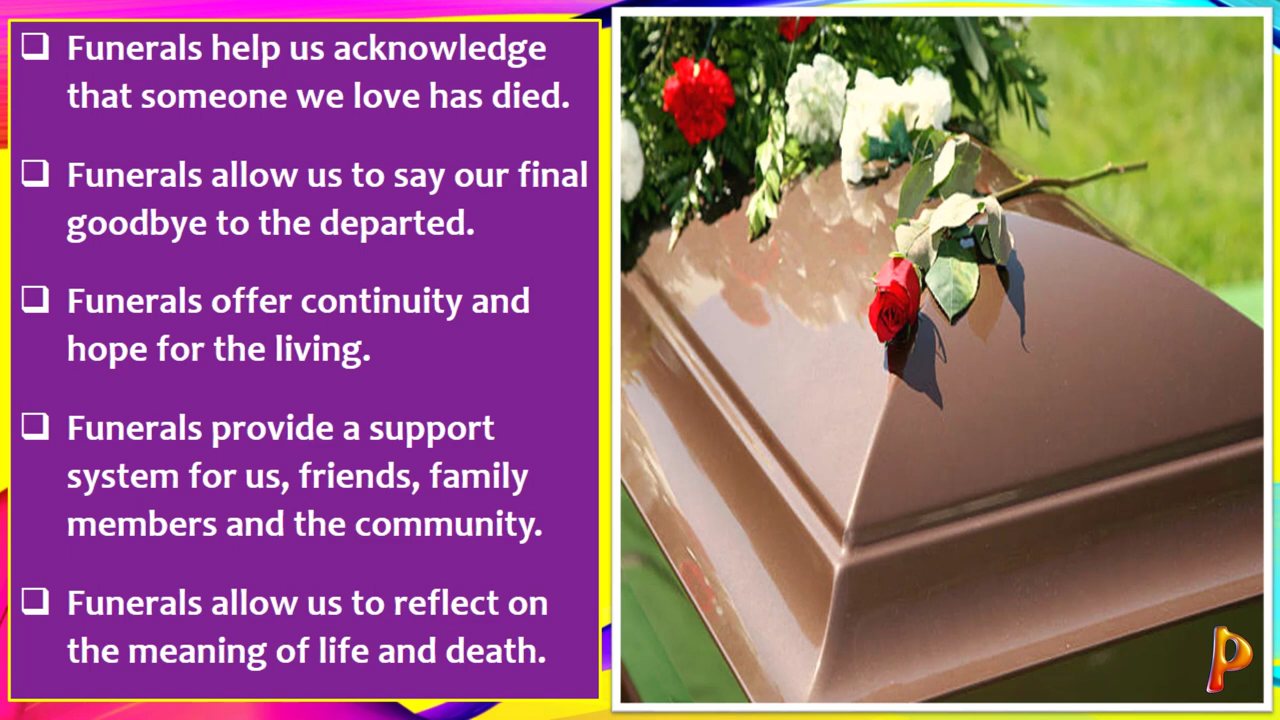 Funerals help us acknowledge
that someone we love has died.
Funerals allow us to say our final
goodbye to the departed.
Funerals offer continuity and
hope for the living.
Funerals provide a support
system for us, friends, family
members and the community.
Funerals allow us to reflect on
the meaning of life and death.
P